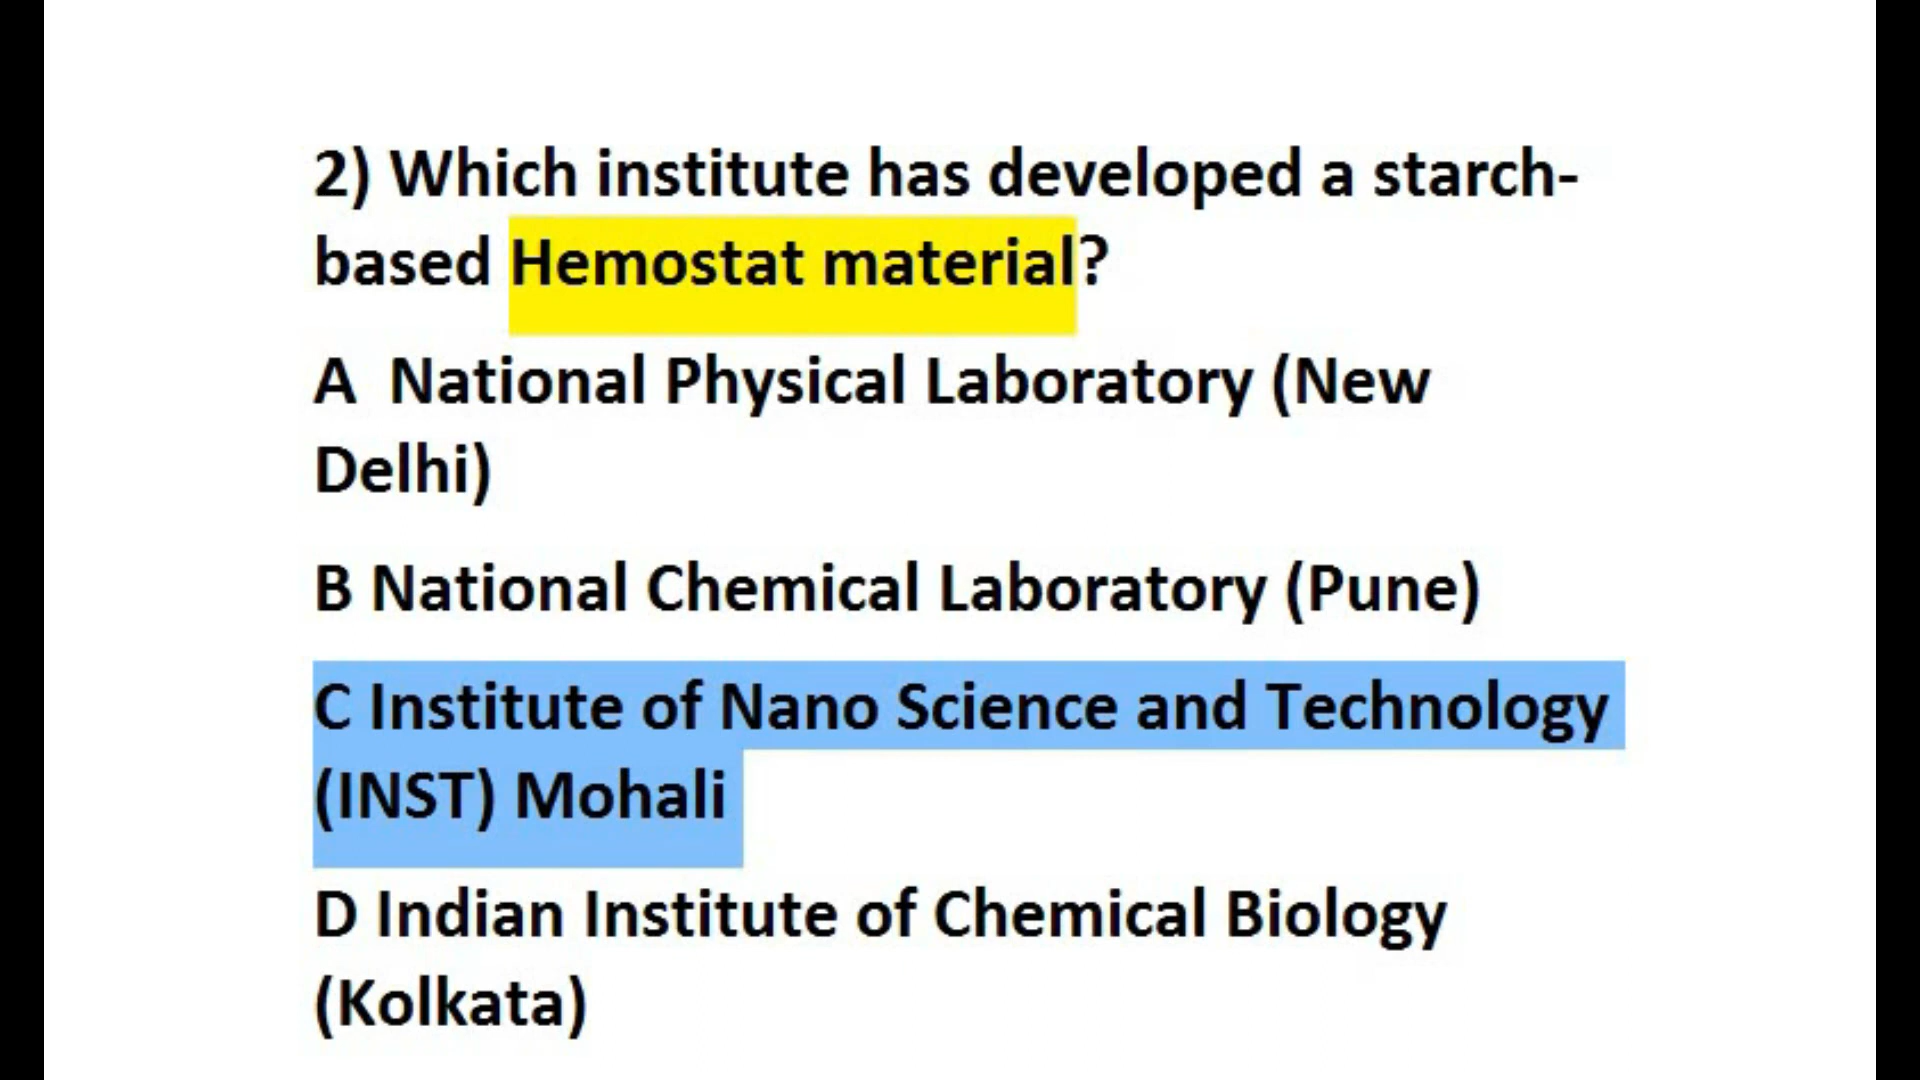 2) Which institute has developed a starch-
based Hemostat material?
A  National Physical Laboratory (New
Delhi)
B National Chemical Laboratory (Pune)
C Institute of Nano Science and Technology
(INST) Mohali
D Indian Institute of Chemical Biology
(Kolkata)